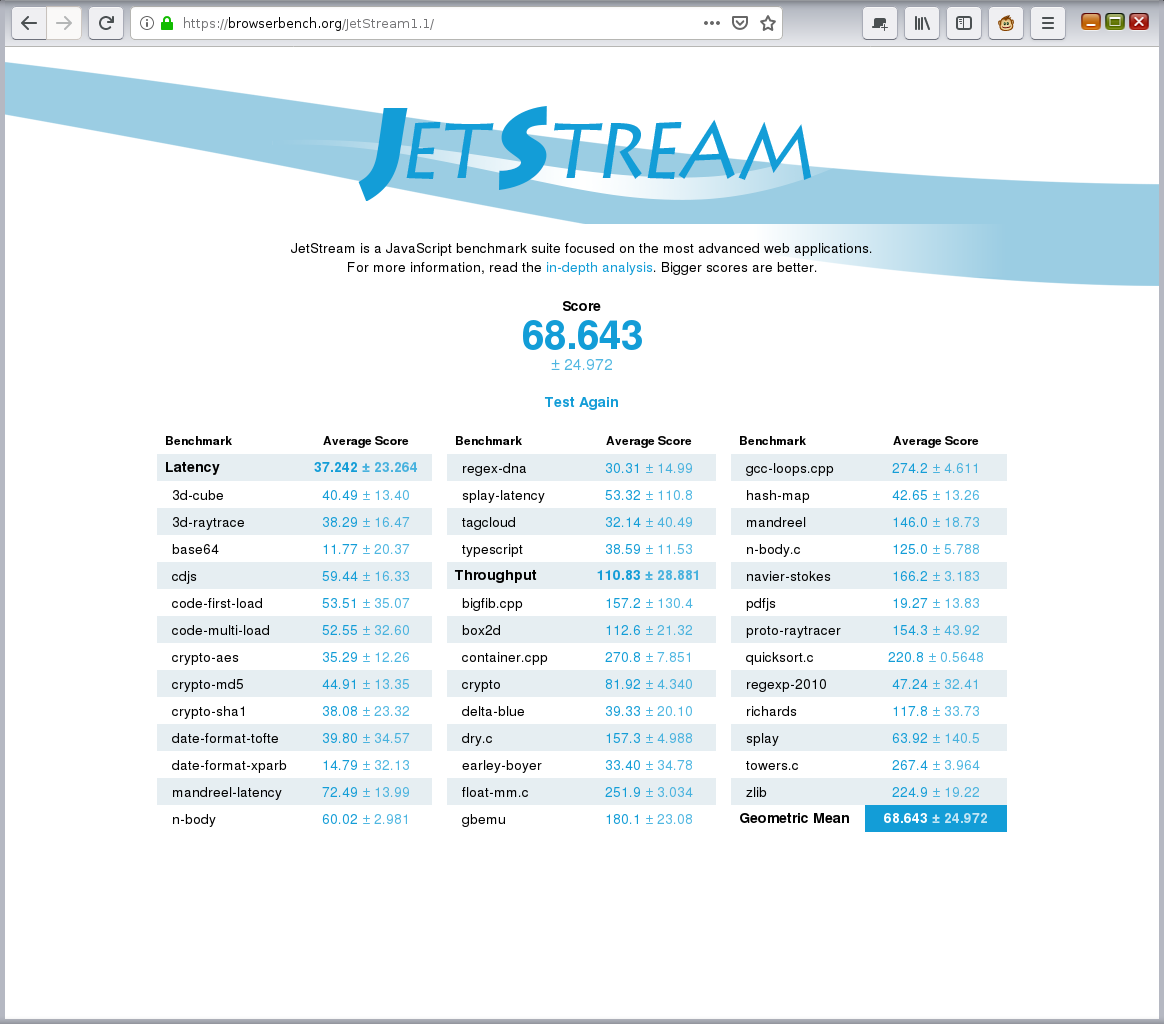 https://browserbench.org/JetStream1.1/
JETSTREAM
JetStream is a JavaScript benchmark suite focused on the most advanced web applications.
For more information, read the in-depth analysis. Bigger scores are better.
Score
68.643
± 24.972
Test Again
Benchmark Average Score
Latency 37.242 ± 23.264
3d-cube 40.49 ± 13.40
3d-raytrace 38.29 ± 16.47
base64 11.77 ± 20.37
cdjs 59.44 ± 16.33
code-first-load 53.51 ± 35.07
code-multi-load 52.55 ± 32.60
crypto-aes 35.29 ± 12.26
crypto-md5 44.91 ± 13.35
crypto-sha1 38.08 ± 23.32
date-format-tofte 39.80 ± 34.57
date-format-xparb 14.79 ± 32.13
mandreel-latency 72.49 ± 13.99
n-body 60.02 ± 2.981
Benchmark Average Score
regex-dna 30.31 ± 14.99
splay-latency 53.32 ± 110.8
tagcloud 32.14 ± 40.49
typescript 38.59 ± 11.53
Throughput 110.83 ± 28.881
bigfib.cpp 157.2 ± 130.4
box2d 112.6 ± 21.32
container.cpp 270.8 ± 7.851
crypto 81.92 ± 4.340
delta-blue 39.33 ± 20.10
dry.c 157.3 ± 4.988
earley-boyer 33.40 ± 34.78
float-mm.c 251.9 ± 3.034
gbemu 180.1 ± 23.08
Benchmark Average Score
gcc-loops.cpp 274.2 ± 4.611
hash-map 42.65 ± 13.26
mandreel 146.0 ± 18.73
n-body.c 125.0 ± 5.788
navier-stokes 166.2 ± 3.183
pdfjs 19.27 ± 13.83
proto-raytracer 154.3 ± 43.92
quicksort.c 220.8 ± 0.5648
regexp-2010 47.24 ± 32.41
richards 117.8 ± 33.73
splay 63.92 ± 140.5
towers.c 267.4 ± 3.964
zlib 224.9 ± 19.22
Geometric Mean 68.643 ± 24.972